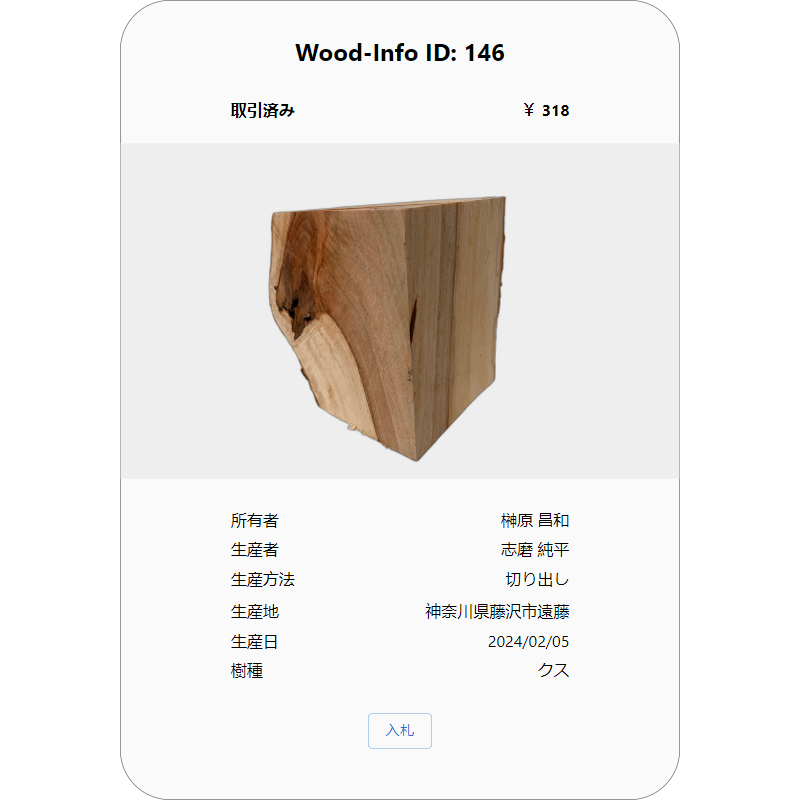 Wood-Info ID: 146
取引済み ￥ 318
所有者 榊原 昌和
生産者 志磨 純平
生産方法 切り出し
生産地 神奈川県藤沢市遠藤
生産日 2024/02/05
樹種 クス
入札